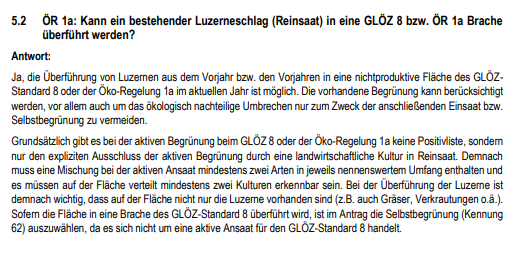 5.2 ÖR 1a: Kann ein bestehender Luzerneschlag (Reinsaat) in eine GLÖZ 8 bzw. ÖR 1a Brache
überführt werden?
Antwort:
Ja, die Überführung von Luzernen aus dem Vorjahr bzw. den Vorjahren in eine nichtproduktive Fläche des GLÖZ-
Standard 8 oder der Öko-Regelung 1a im aktuellen Jahr ist möglich. Die vorhandene Begrünung kann berücksichtigt
werden, vor allem auch um das ökologisch nachteilige Umbrechen nur zum Zweck der anschließenden Einsaat bzw.
Selbstbegrünung zu vermeiden.
Grundsätzlich gibt es bei der aktiven Begrünung beim GLÖZ 8 oder der Öko-Regelung 1a keine Positivliste, sondern
nur den expliziten Ausschluss der aktiven Begrünung durch eine landwirtschaftliche Kultur in Reinsaat. Demnach
muss eine Mischung bei der aktiven Ansaat mindestens zwei Arten in jeweils nennenswertem Umfang enthalten und
es müssen auf der Fläche verteilt mindestens zwei Kulturen erkennbar sein. Bei der Überführung der Luzerne ist
demnach wichtig, dass auf der Fläche nicht nur die Luzerne vorhanden sind (z.B. auch Gräser, Verkrautungen o.ä.).
Sofern die Fläche in eine Brache des GLÖZ-Standard 8 überführt wird, ist im Antrag die Selbstbegrünung (Kennung
62) auszuwählen, da es sich nicht um eine aktive Ansaat für den GLÖZ-Standard 8 handelt.